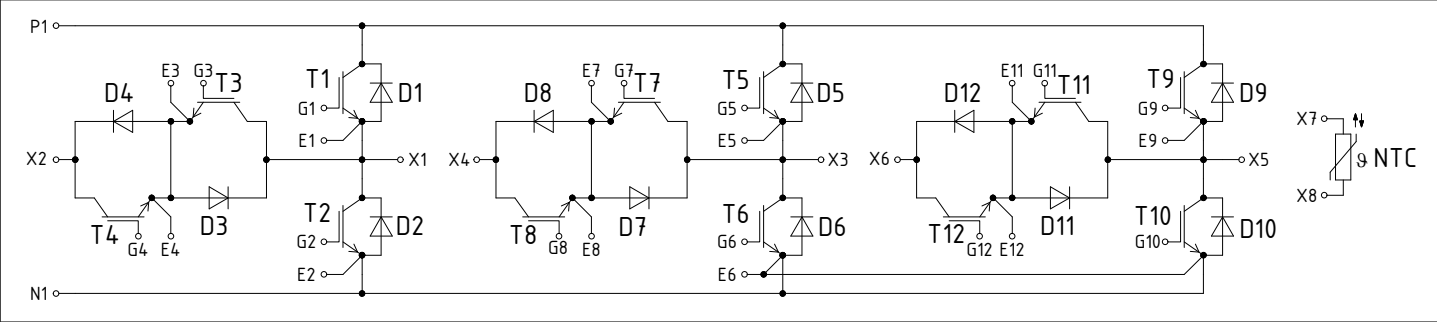 P1
E3 G3 T3 T1 E7 G7 T7 T5 E11 G11 T11 T9
D4 G1 D1 D8 G5 D5 D12 G9 D9
E1 E5 E9 X7
X2 X1 X4 X3 X6 X5 ϑ NTC
X8
T2 T6 T10
T4 G4 D3 E4 G2 D2 T8 G8 D7 E8 G6 D6 T12 G12 D11 E12 G10 D10
E2 E6
N1